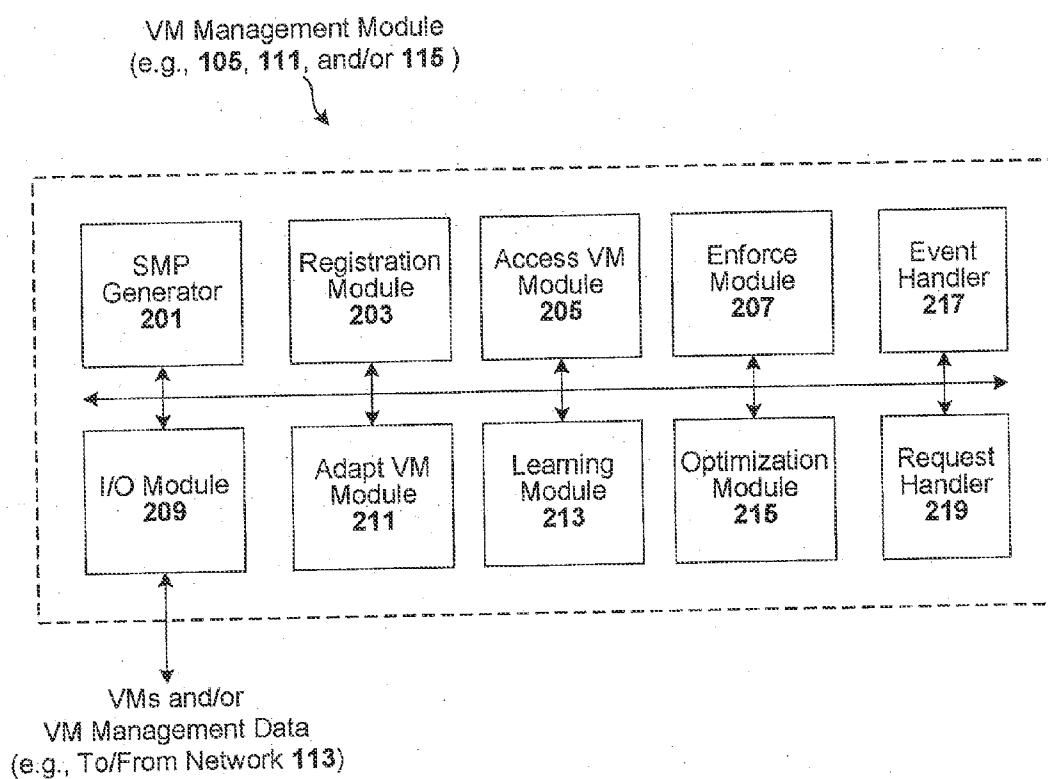 VM Management Module
(e.g., 105, 111, and/or 115 )
SMP
Generator
201
Registration
Module
203
Access VM
Module
205
Enforce
Module
207
Event
Handler
217
I/O Module
209
Adapt VM
Module
211
Learning
Module
213
Optimization
Module
215
Request
Handler
219
VMs and/or
VM Management Data
(e.g., To/From Network 113)